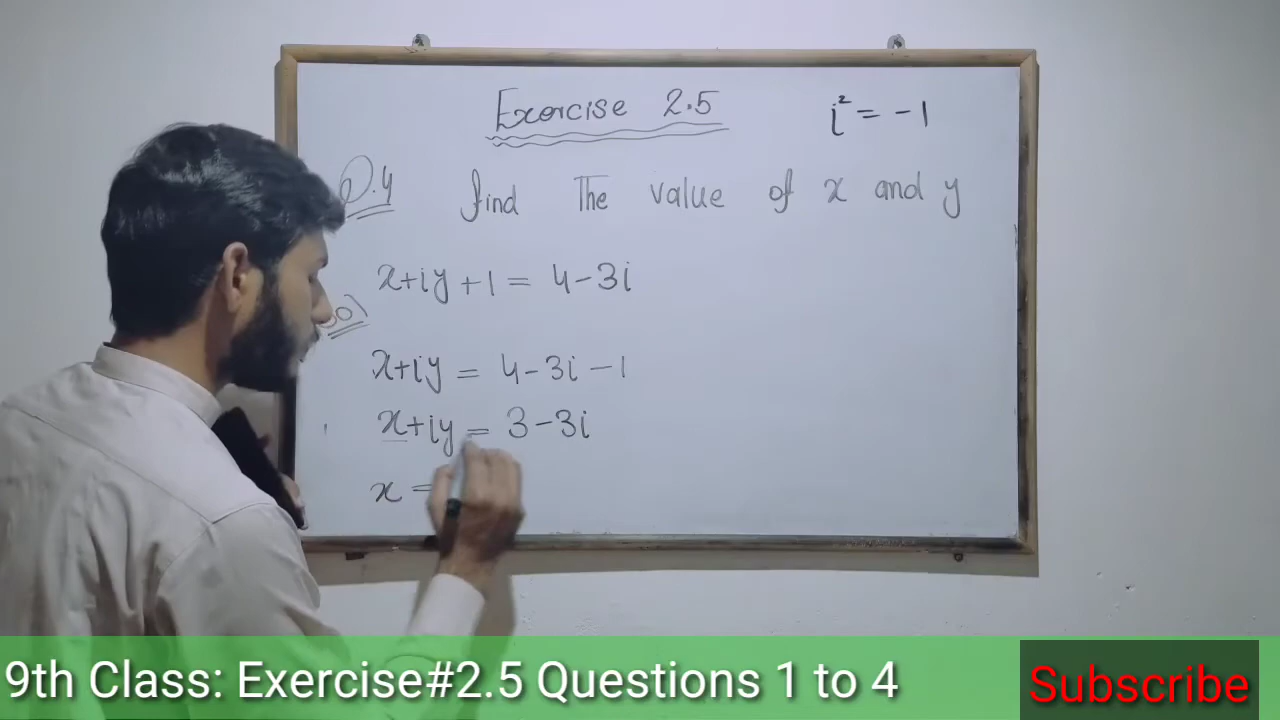 Exercise 2.5
i² = -1
Q.4 find The value of x and y
x+iy+1 = 4-3i
Sol
x+iy = 4-3i-1
x+iy = 3-3i
x =
9th Class: Exercise#2.5 Questions 1 to 4
Subscribe